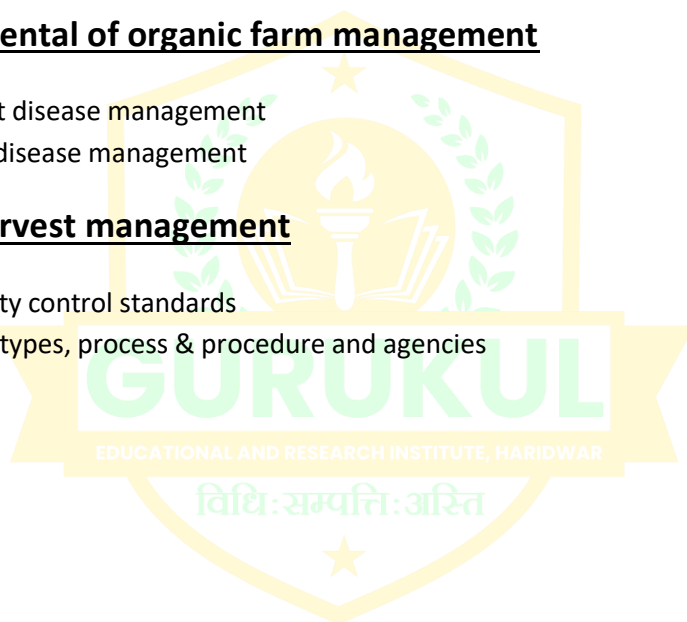 ental of organic farm management
t disease management
disease management
rvest management
ty control standards
types, process & procedure and agencies
GURUKUL
EDUCATIONAL AND RESEARCH INSTITUTE, HARIDWAR
विधि:सम्पत्ति:अस्ति